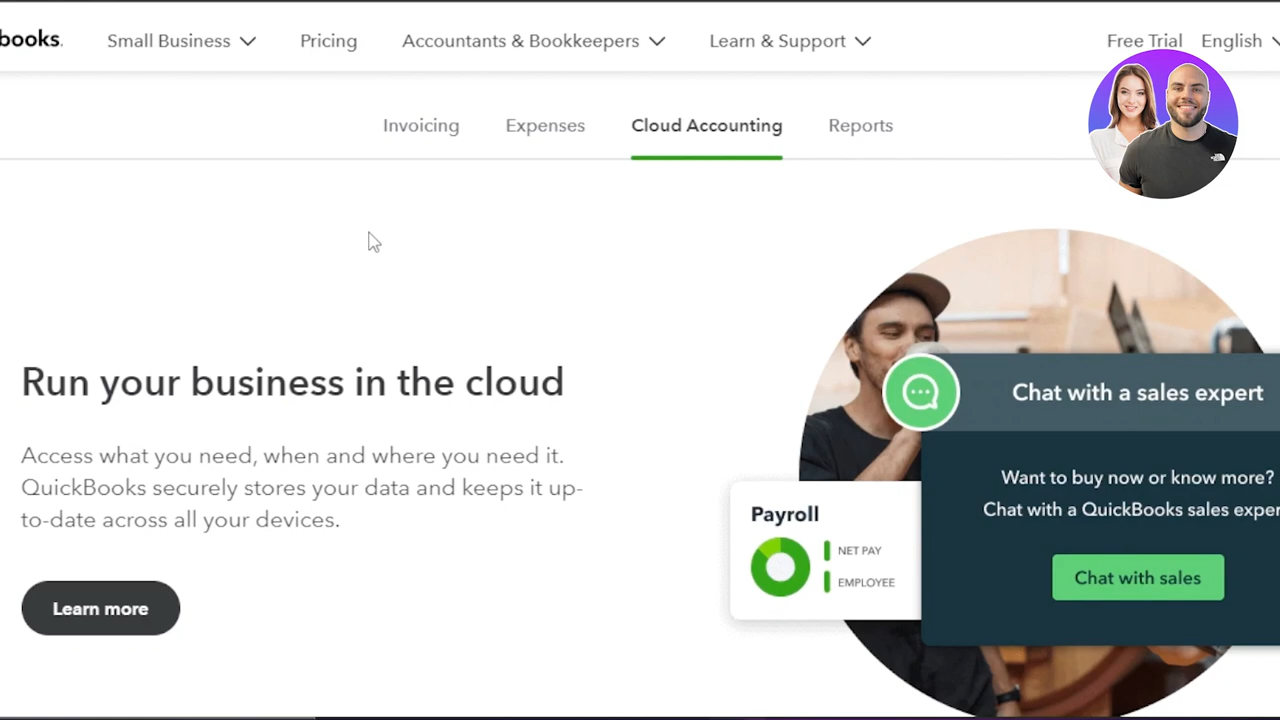 books.
Small Business
Pricing
Accountants & Bookkeepers
Learn & Support
Free Trial
English
Invoicing
Expenses
Cloud Accounting
Reports
Run your business in the cloud
Access what you need, when and where you need it.
QuickBooks securely stores your data and keeps it up-
to-date across all your devices.
Learn more
Payroll
NET PAY
EMPLOYEE
Chat with a sales expert
Want to buy now or know more?
Chat with a QuickBooks sales exper
Chat with sales